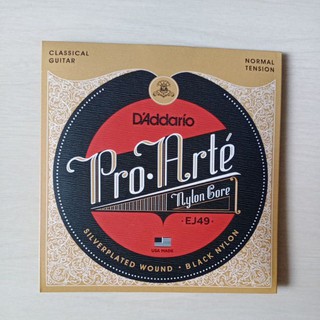 CLASSICAL
GUITAR
NORMAL
TENSION
D'Addario
Pro·Arté
Nylon Core
EJ49
USA MADE
SILVERPLATED WOUND · BLACK NYLON